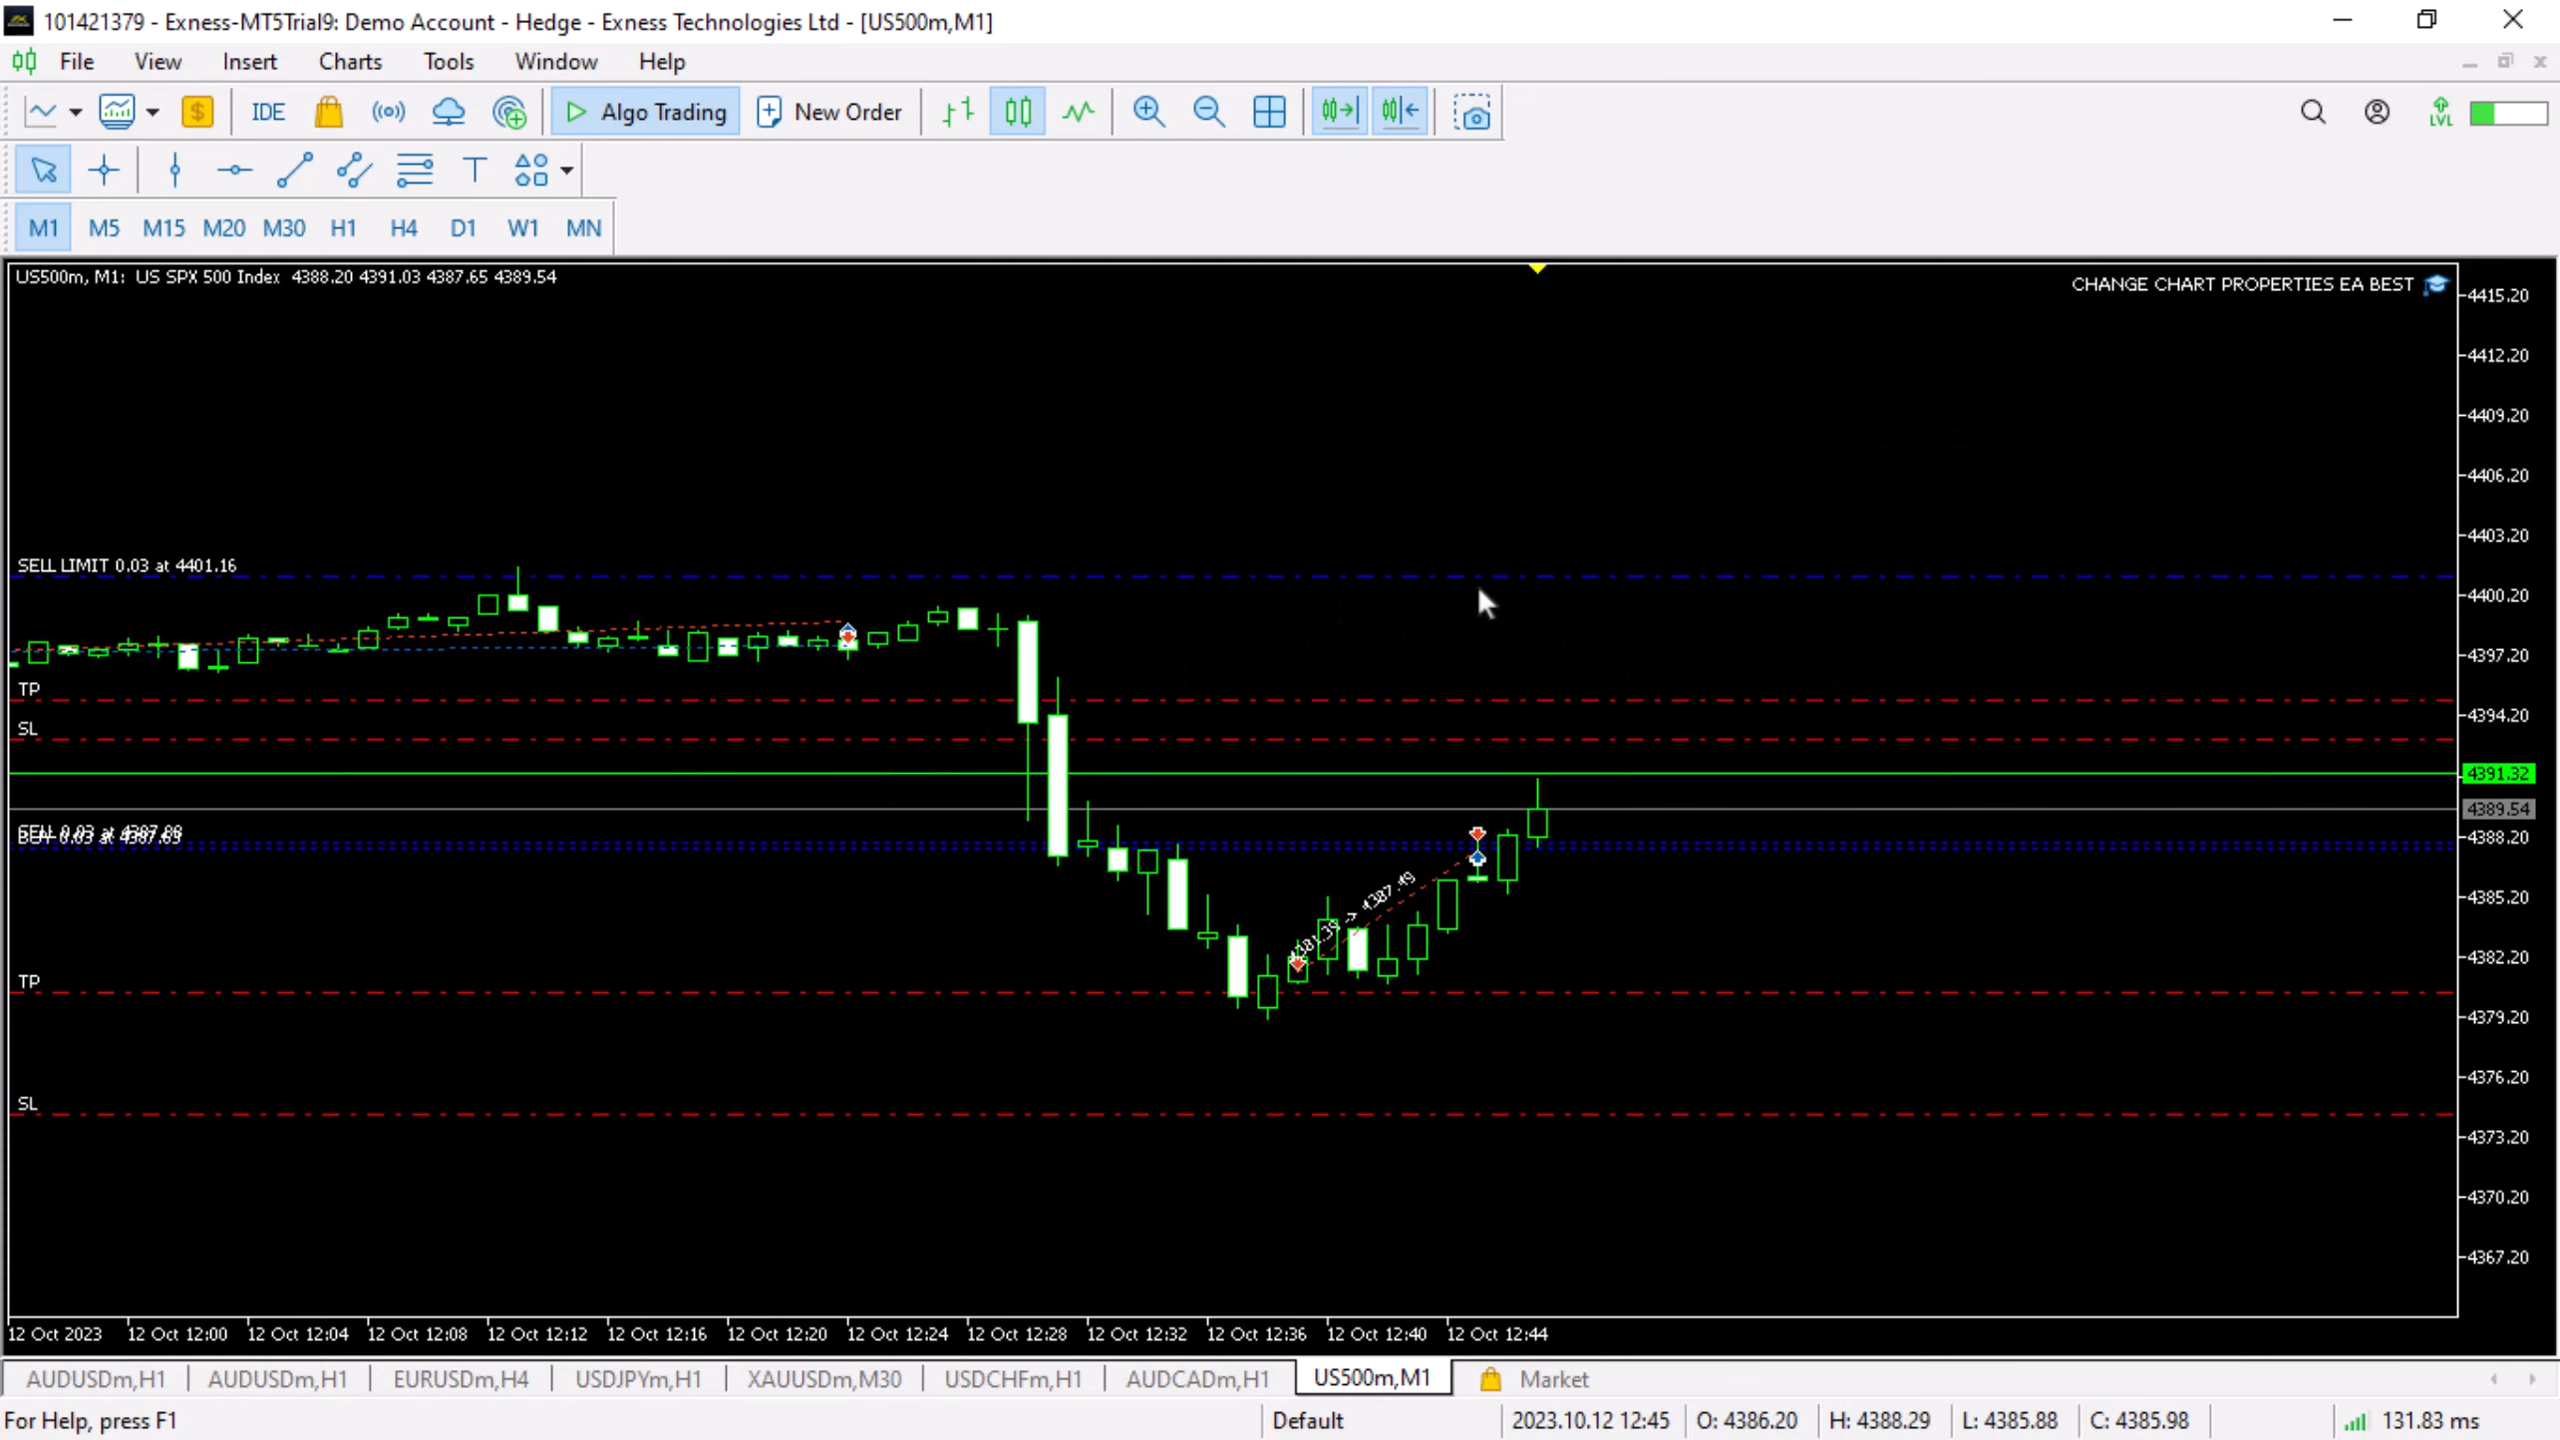 101421379 - Exness-MT5Trial9: Demo Account - Hedge - Exness Technologies Ltd - [US500m,M1]
File View Insert Charts Tools Window Help
IDE Algo Trading New Order LVL
T
M1 M5 M15 M20 M30 H1 H4 D1 W1 MN
US500m, M1: US SPX 500 Index 4388.20 4391.03 4387.65 4389.54
CHANGE CHART PROPERTIES EA BEST
4415.20
4412.20
4409.20
4406.20
4403.20
SELL LIMIT 0.03 at 4401.16
4400.20
4397.20
TP
4394.20
SL
4391.32
4389.54
4388.20
4385.20
4381.39 -> 4387.49
4382.20
TP
4379.20
4376.20
SL
4373.20
4370.20
4367.20
12 Oct 2023 12 Oct 12:00 12 Oct 12:04 12 Oct 12:08 12 Oct 12:12 12 Oct 12:16 12 Oct 12:20 12 Oct 12:24 12 Oct 12:28 12 Oct 12:32 12 Oct 12:36 12 Oct 12:40 12 Oct 12:44
AUDUSDm,H1 AUDUSDm,H1 EURUSDm,H4 USDJPYm,H1 XAUUSDm,M30 USDCHFm,H1 AUDCADm,H1 US500m,M1 Market
For Help, press F1 Default 2023.10.12 12:45 O: 4386.20 H: 4388.29 L: 4385.88 C: 4385.98 131.83 ms